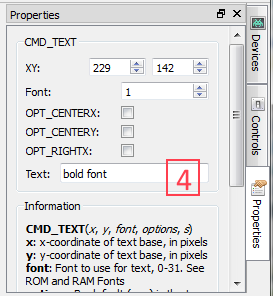 Properties
CMD_TEXT
XY: 229 142
Font: 1
OPT_CENTERX:
OPT_CENTERY:
OPT_RIGHTX:
Text: bold font
4
Information
CMD_TEXT(x, y, font, options, s)
x: x-coordinate of text base, in pixels
y: y-coordinate of text base, in pixels
font: Font to use for text, 0-31. See
ROM and RAM Fonts
Devices
Controls
Properties